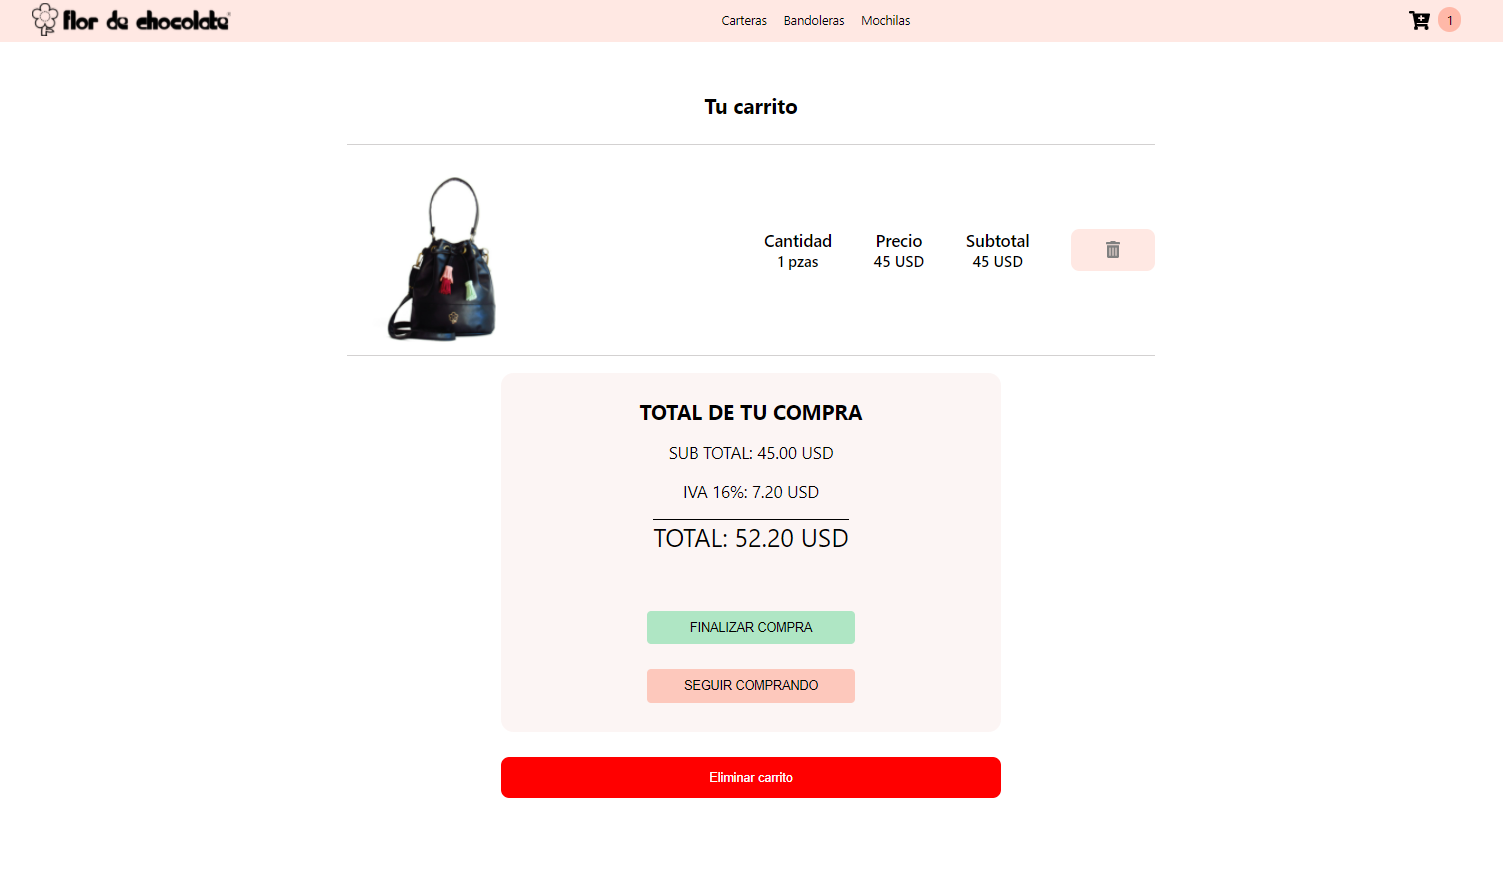 flor de chocolate
Carteras Bandoleras Mochilas
1
Tu carrito
Cantidad Precio Subtotal
1 pzas 45 USD 45 USD
TOTAL DE TU COMPRA
SUB TOTAL: 45.00 USD
IVA 16%: 7.20 USD
TOTAL: 52.20 USD
FINALIZAR COMPRA
SEGUIR COMPRANDO
Eliminar carrito